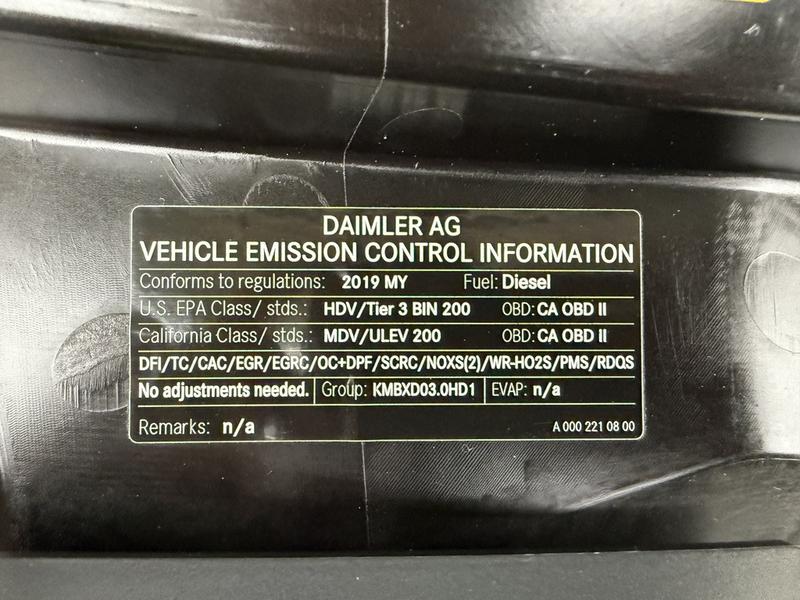 DAIMLER AG
VEHICLE EMISSION CONTROL INFORMATION
Conforms to regulations: 2019 MY Fuel: Diesel
U.S. EPA Class/ stds.: HDV/Tier 3 BIN 200 OBD: CA OBD II
California Class/ stds.: MDV/ULEV 200 OBD: CA OBD II
DFI/TC/CAC/EGR/EGRC/OC+DPF/SCRC/NOXS(2)/WR-HO2S/PMS/RDQS
No adjustments needed. Group: KMBXD03.0HD1 EVAP: n/a
Remarks: n/a A 000 221 08 00